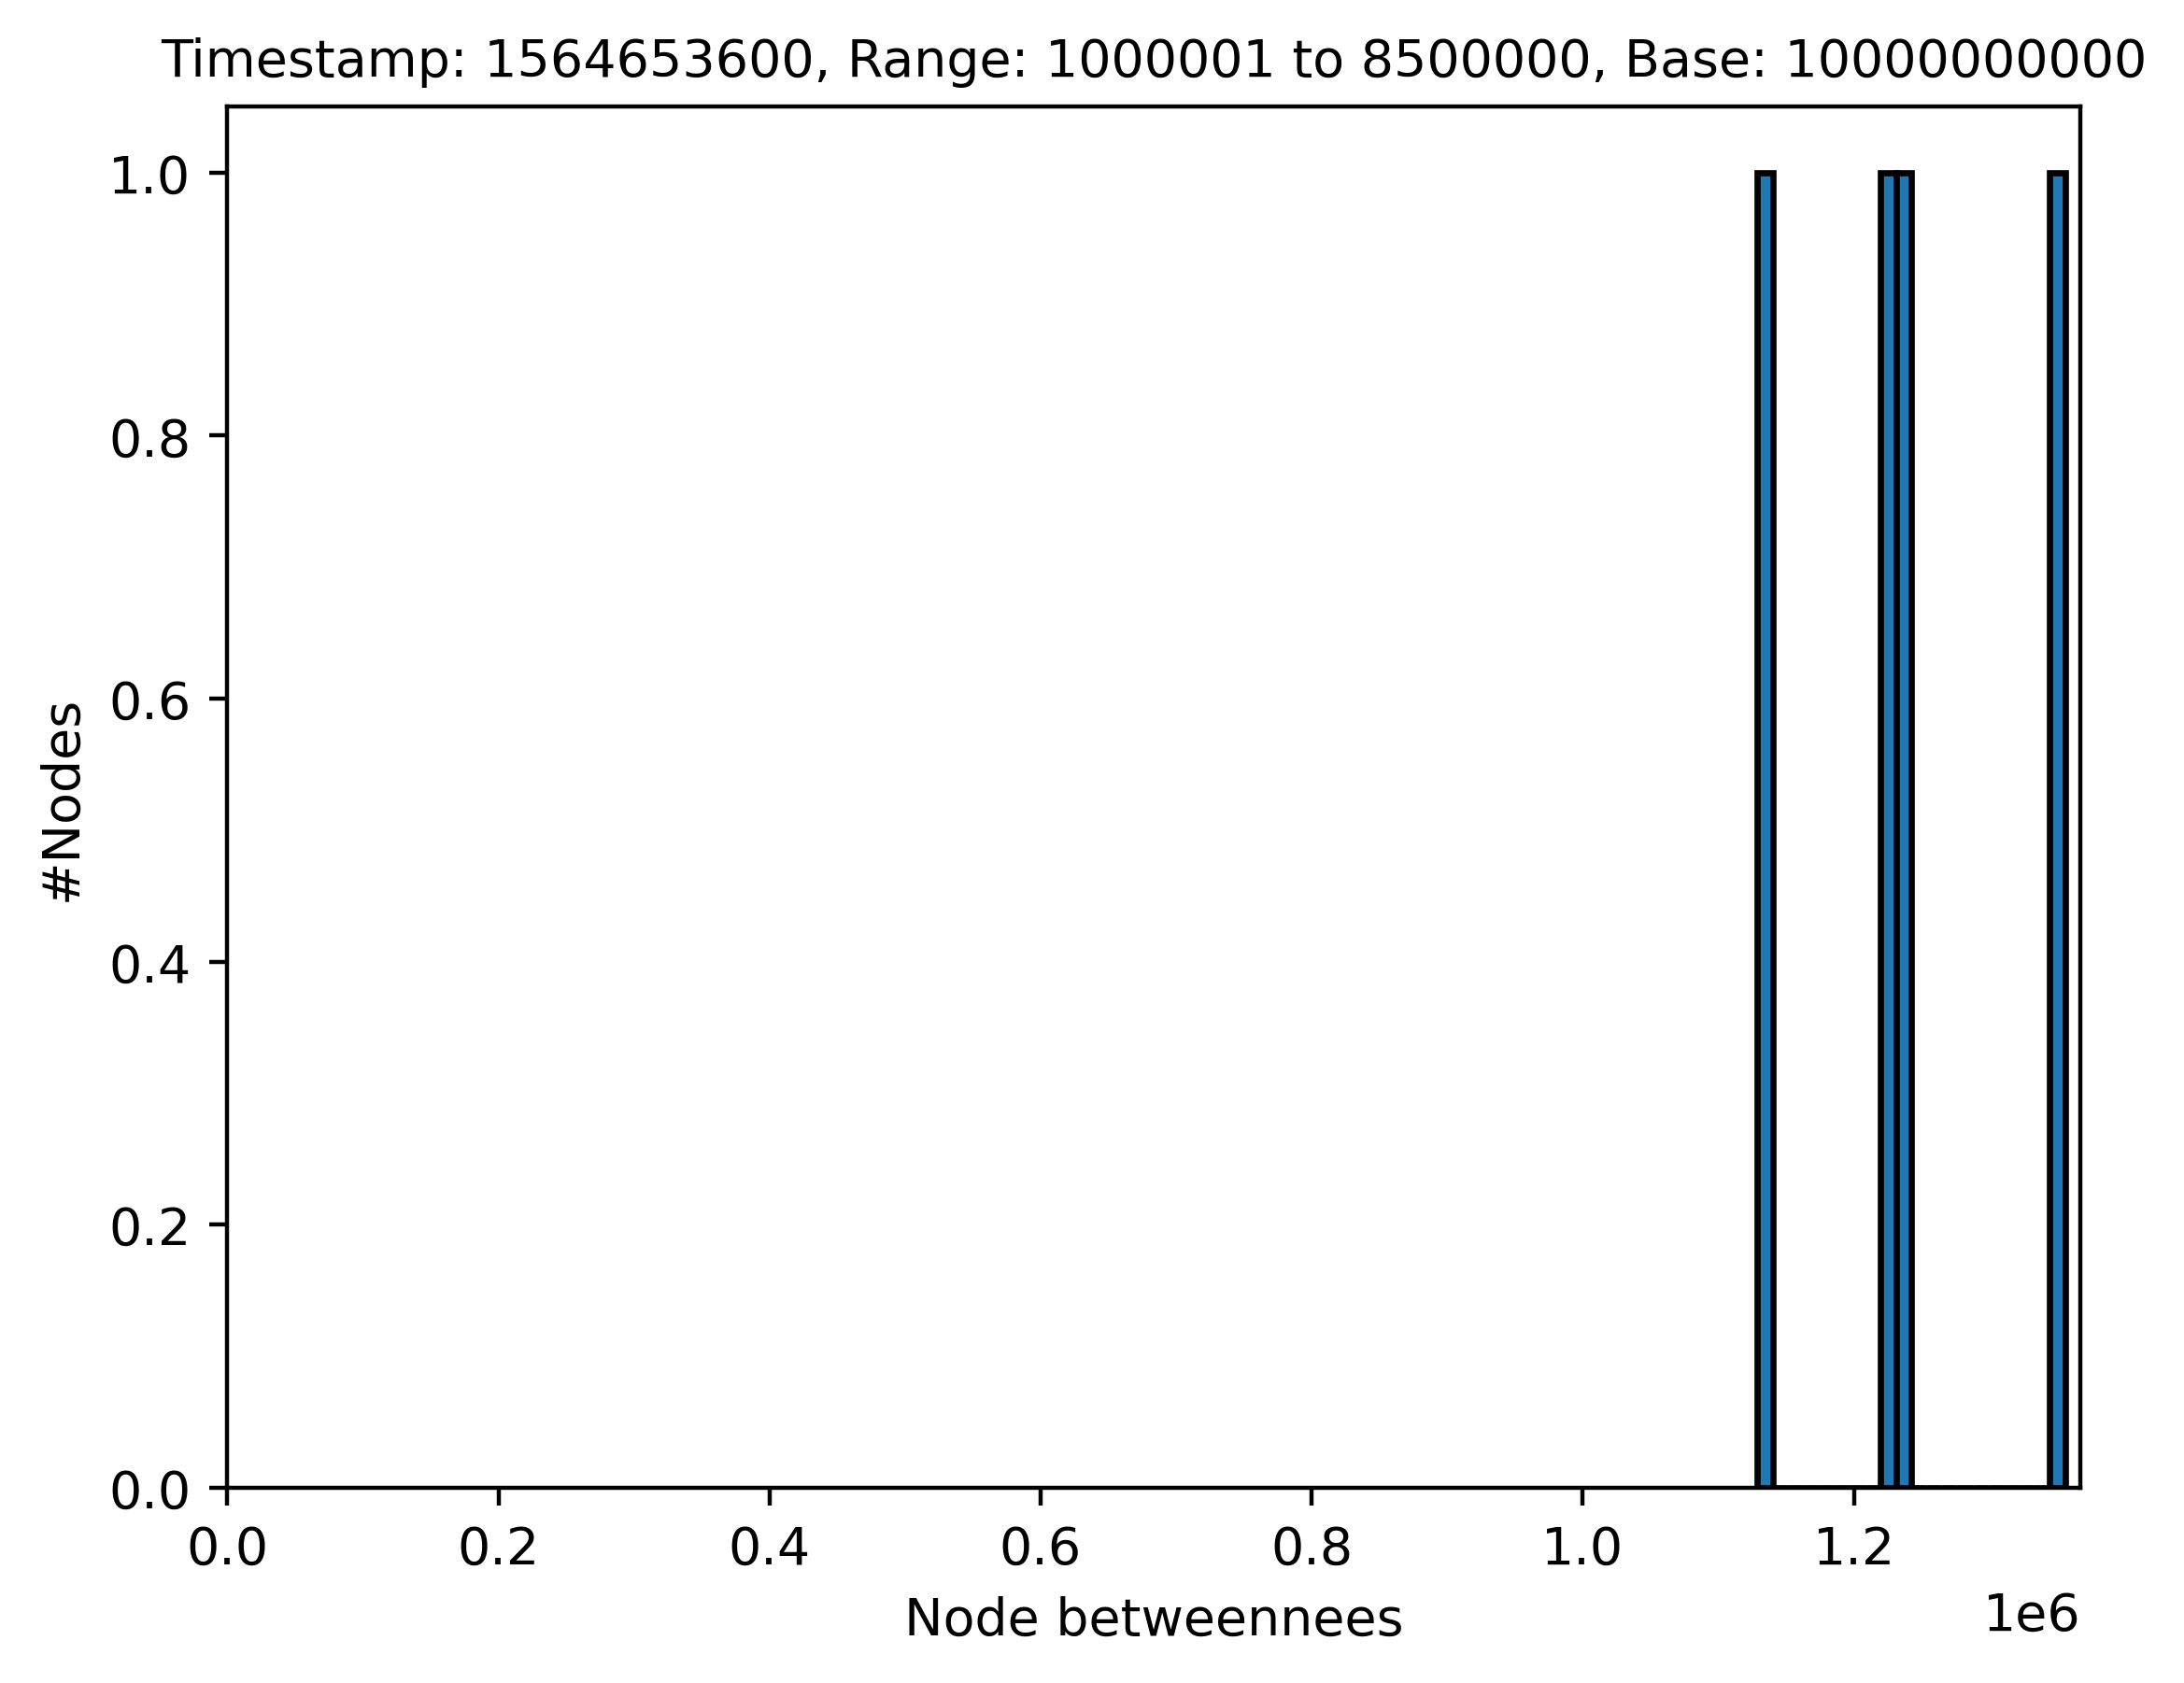 Timestamp: 1564653600, Range: 1000001 to 8500000, Base: 10000000000
1.0
0.8
0.6
0.4
0.2
0.0
#Nodes
0.0 0.2 0.4 0.6 0.8 1.0 1.2
1e6
Node betweennees